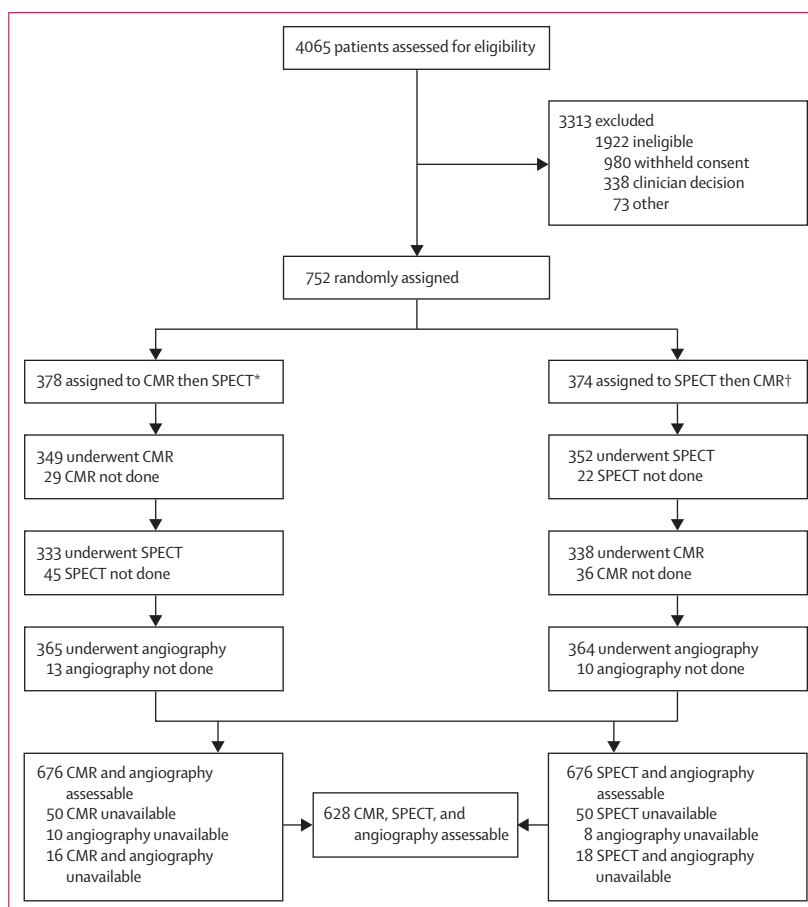 4065 patients assessed for eligibility
3313 excluded
1922 ineligible
980 withheld consent
338 clinician decision
73 other
752 randomly assigned
378 assigned to CMR then SPECT*
374 assigned to SPECT then CMR†
349 underwent CMR
29 CMR not done
352 underwent SPECT
22 SPECT not done
333 underwent SPECT
45 SPECT not done
338 underwent CMR
36 CMR not done
365 underwent angiography
13 angiography not done
364 underwent angiography
10 angiography not done
676 CMR and angiography
assessable
50 CMR unavailable
10 angiography unavailable
16 CMR and angiography
unavailable
628 CMR, SPECT, and
angiography assessable
676 SPECT and angiography
assessable
50 SPECT unavailable
8 angiography unavailable
18 SPECT and angiography
unavailable